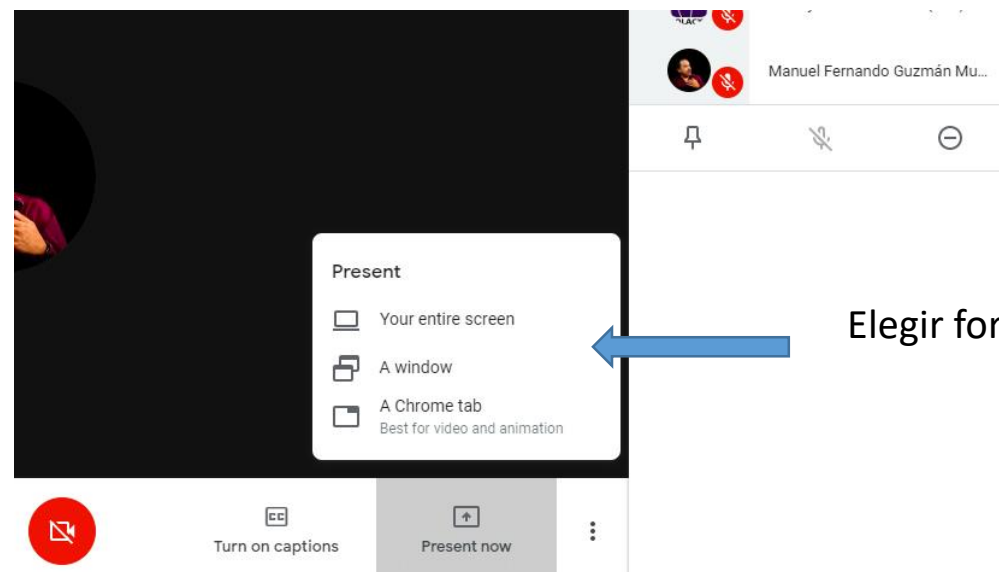 Manuel Fernando Guzmán Mu...
Present
Your entire screen
A window
A Chrome tab
Best for video and animation
Elegir for
CC
Turn on captions
Present now